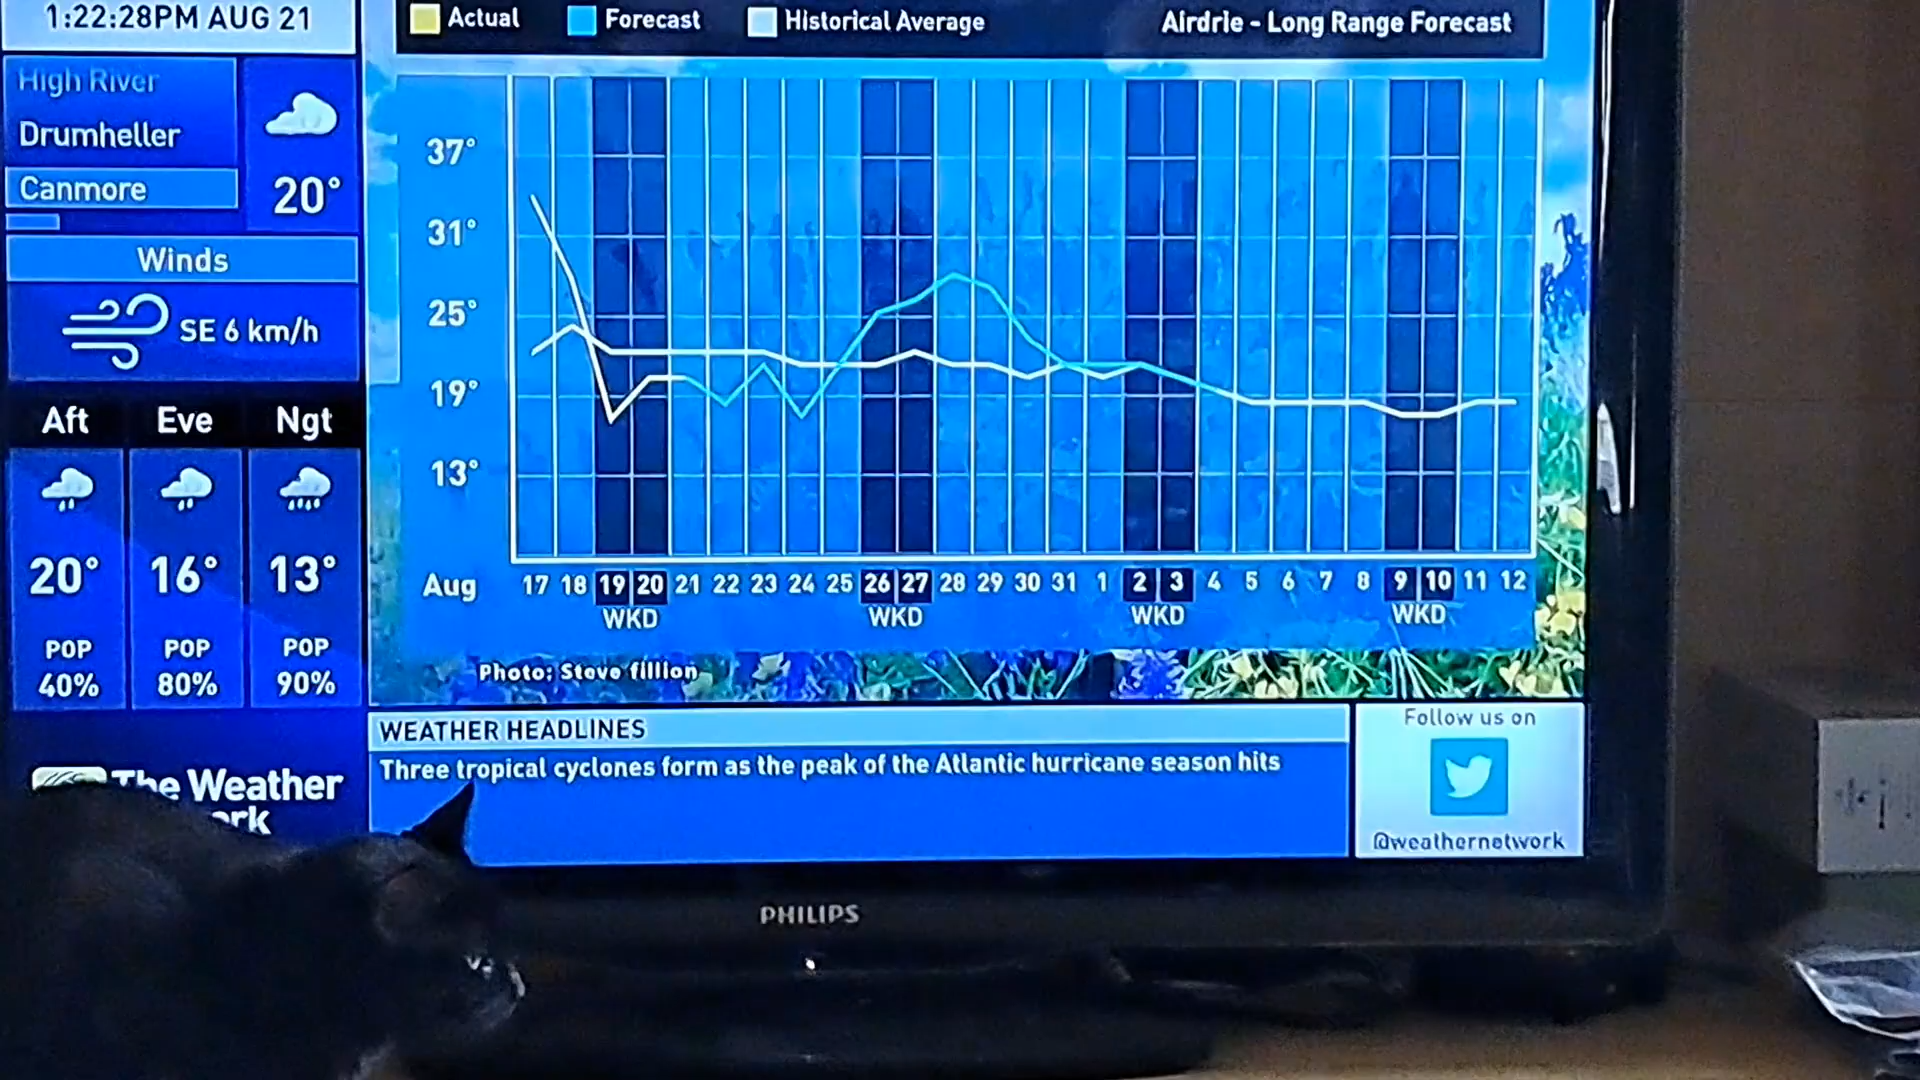 1:22:28PM AUG 21
High River
Drumheller
Canmore
20°
Winds
SE 6 km/h
Aft Eve Ngt
20° 16° 13°
POP POP POP
40% 80% 90%
The Weather
Actual Forecast Historical Average Airdrie - Long Range Forecast
37°
31°
25°
19°
13°
Aug 17 18 19 20 21 22 23 24 25 26 27 28 29 30 31 1 2 3 4 5 6 7 8 9 10 11 12
WKD WKD WKD WKD
Photo: Steve fillion
WEATHER HEADLINES
Three tropical cyclones form as the peak of the Atlantic hurricane season hits
Follow us on
@weathernetwork
PHILIPS